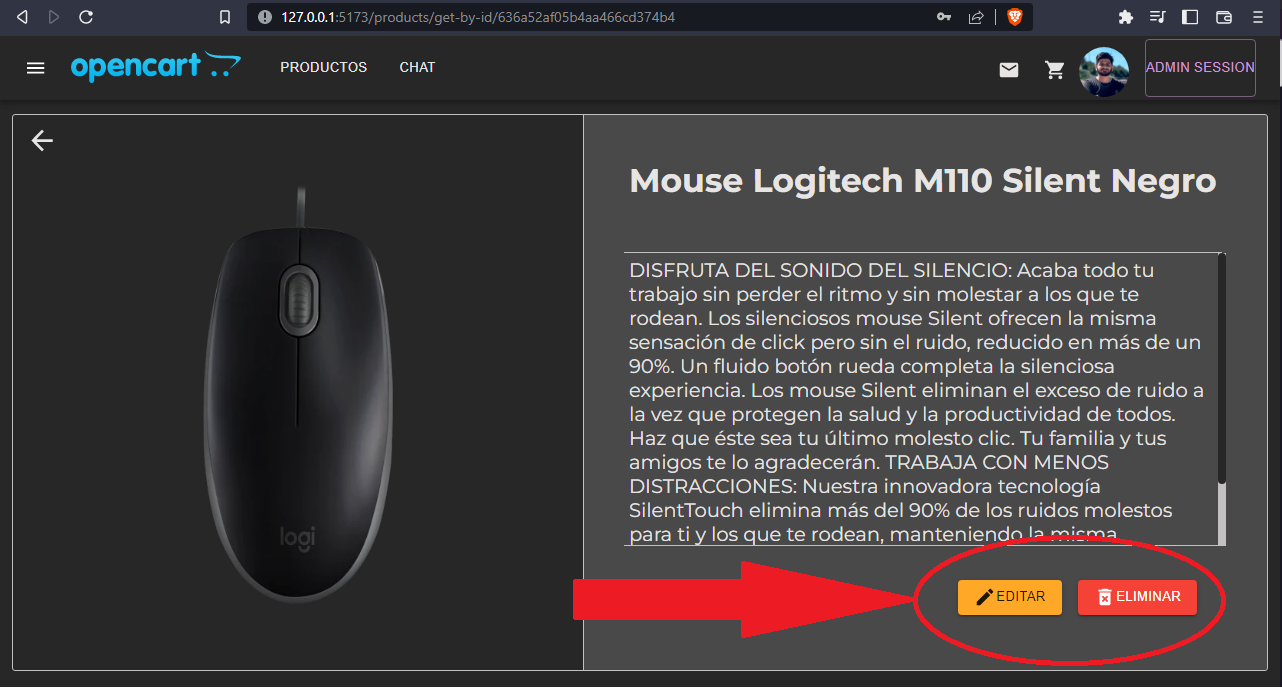 127.0.0.1:5173/products/get-by-id/636a52af05b4aa466cd374b4
opencart
PRODUCTOS
CHAT
ADMIN SESSION
Mouse Logitech M110 Silent Negro
DISFRUTA DEL SONIDO DEL SILENCIO: Acaba todo tu
trabajo sin perder el ritmo y sin molestar a los que te
rodean. Los silenciosos mouse Silent ofrecen la misma
sensación de click pero sin el ruido, reducido en más de un
90%. Un fluido botón rueda completa la silenciosa
experiencia. Los mouse Silent eliminan el exceso de ruido a
la vez que protegen la salud y la productividad de todos.
Haz que éste sea tu último molesto clic. Tu familia y tus
amigos te lo agradecerán. TRABAJA CON MENOS
DISTRACCIONES: Nuestra innovadora tecnología
SilentTouch elimina más del 90% de los ruidos molestos
para ti y los que te rodean, manteniendo la misma
logi
EDITAR
ELIMINAR